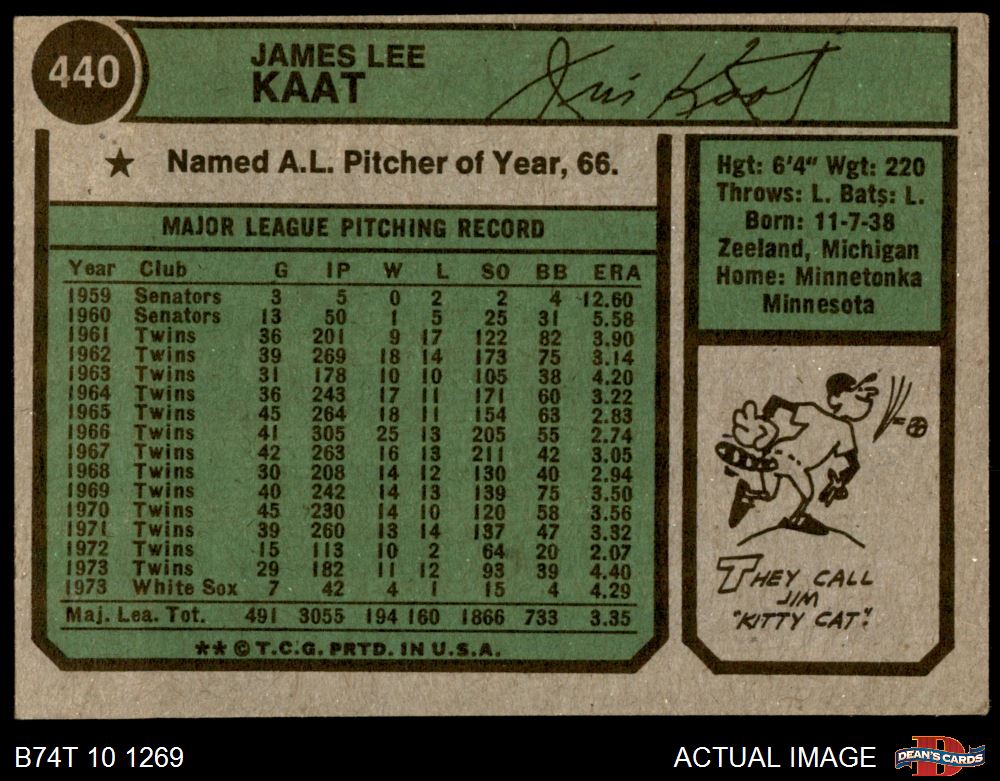 440
JAMES LEE
KAAT
Jim Kaat
★ Named A.L. Pitcher of Year, 66.
MAJOR LEAGUE PITCHING RECORD
Year Club G IP W L SO BB ERA
1959 Senators 3 5 0 2 2 4 12.60
1960 Senators 13 50 1 5 25 31 5.58
1961 Twins 36 201 9 17 122 82 3.90
1962 Twins 39 269 18 14 173 75 3.14
1963 Twins 31 178 10 10 105 38 4.20
1964 Twins 36 243 17 11 171 60 3.22
1965 Twins 45 264 18 11 154 63 2.83
1966 Twins 41 305 25 13 205 55 2.74
1967 Twins 42 263 16 13 211 42 3.05
1968 Twins 30 208 14 12 130 40 2.94
1969 Twins 40 242 14 13 139 75 3.50
1970 Twins 45 230 14 10 120 58 3.56
1971 Twins 39 260 13 14 137 47 3.32
1972 Twins 15 113 10 2 64 20 2.07
1973 Twins 29 182 11 12 93 39 4.40
1973 White Sox 7 42 4 1 15 4 4.29
Maj. Lea. Tot. 491 3055 194 160 1866 733 3.35
** © T.C.G. PRTD. IN U.S.A.
Hgt: 6'4" Wgt: 220
Throws: L. Bats: L.
Born: 11-7-38
Zeeland, Michigan
Home: Minnetonka
Minnesota
THEY CALL
JIM
"KITTY CAT".
B74T 10 1269
ACTUAL IMAGE
DEAN'S CARDS